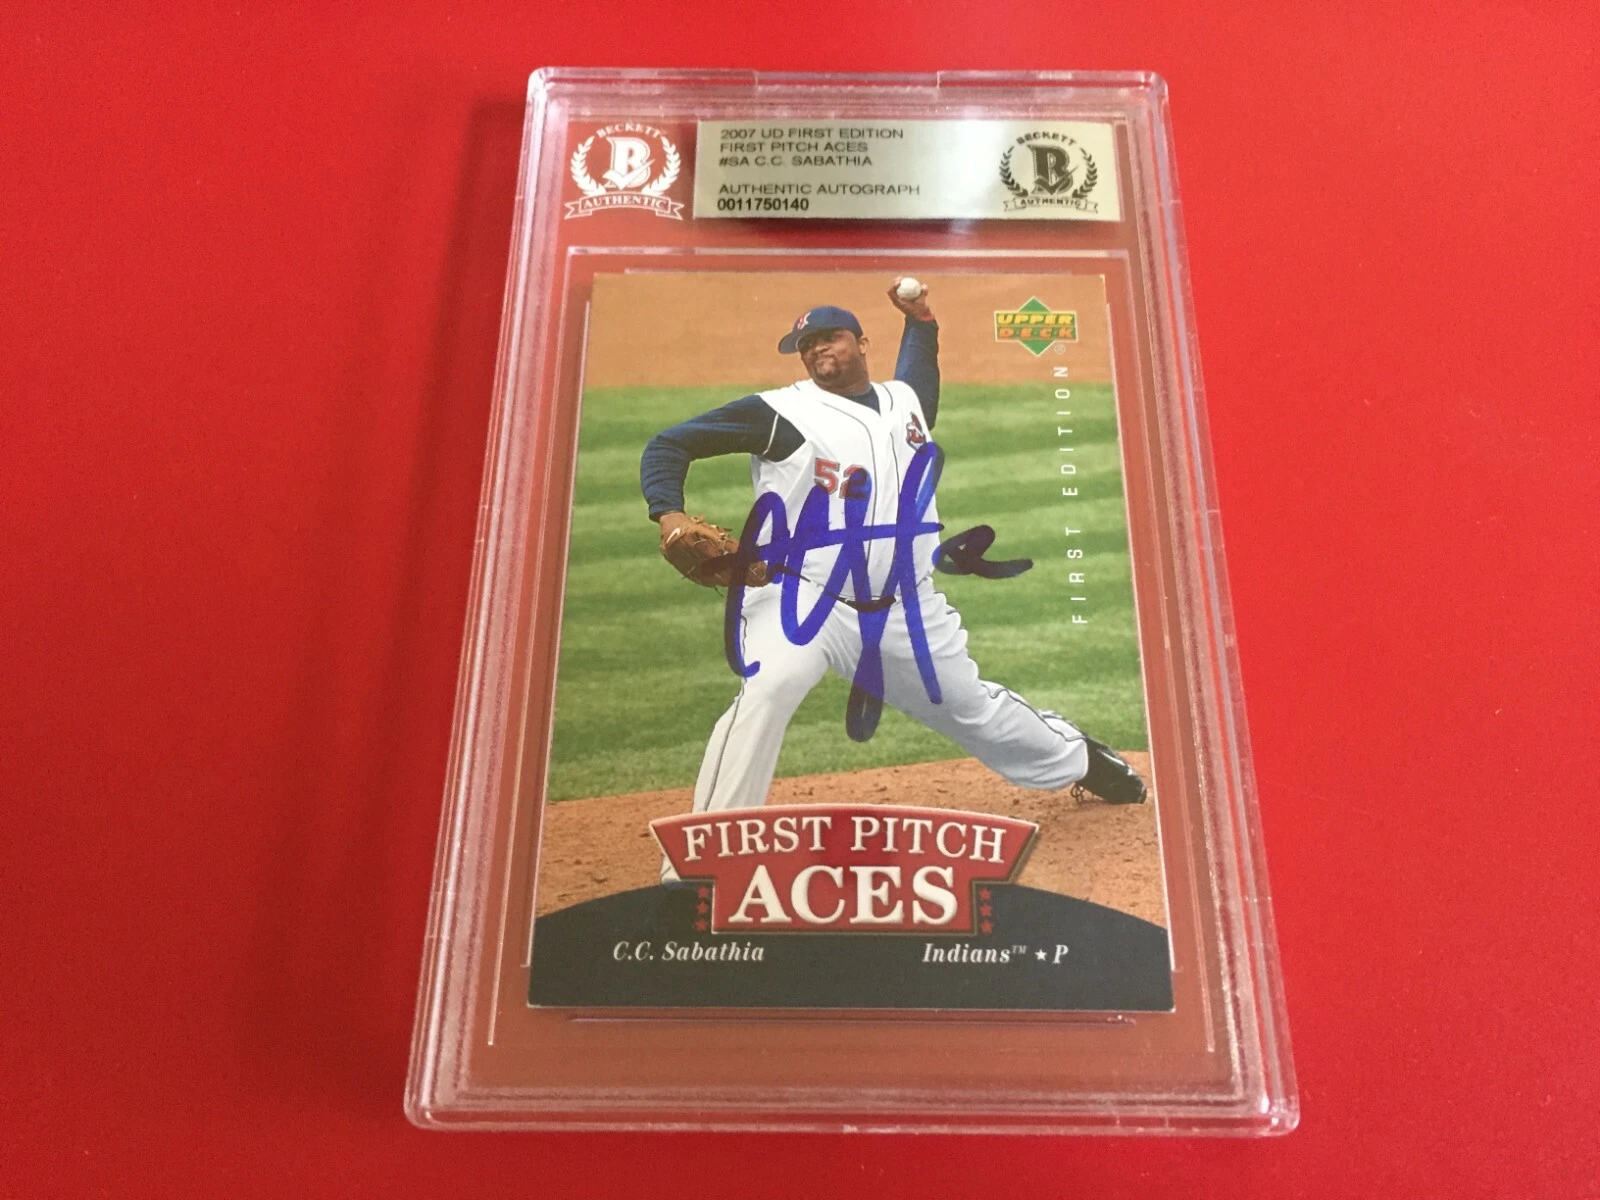 BECKETT
B
AUTHENTIC
2007 UD FIRST EDITION
FIRST PITCH ACES
#SA C.C. SABATHIA
AUTHENTIC AUTOGRAPH
0011750140
BECKETT
B
AUTHENTIC
UPPER
DECK®
FIRST EDITION
52
FIRST PITCH
ACES
C.C. Sabathia
Indians™ ★ P